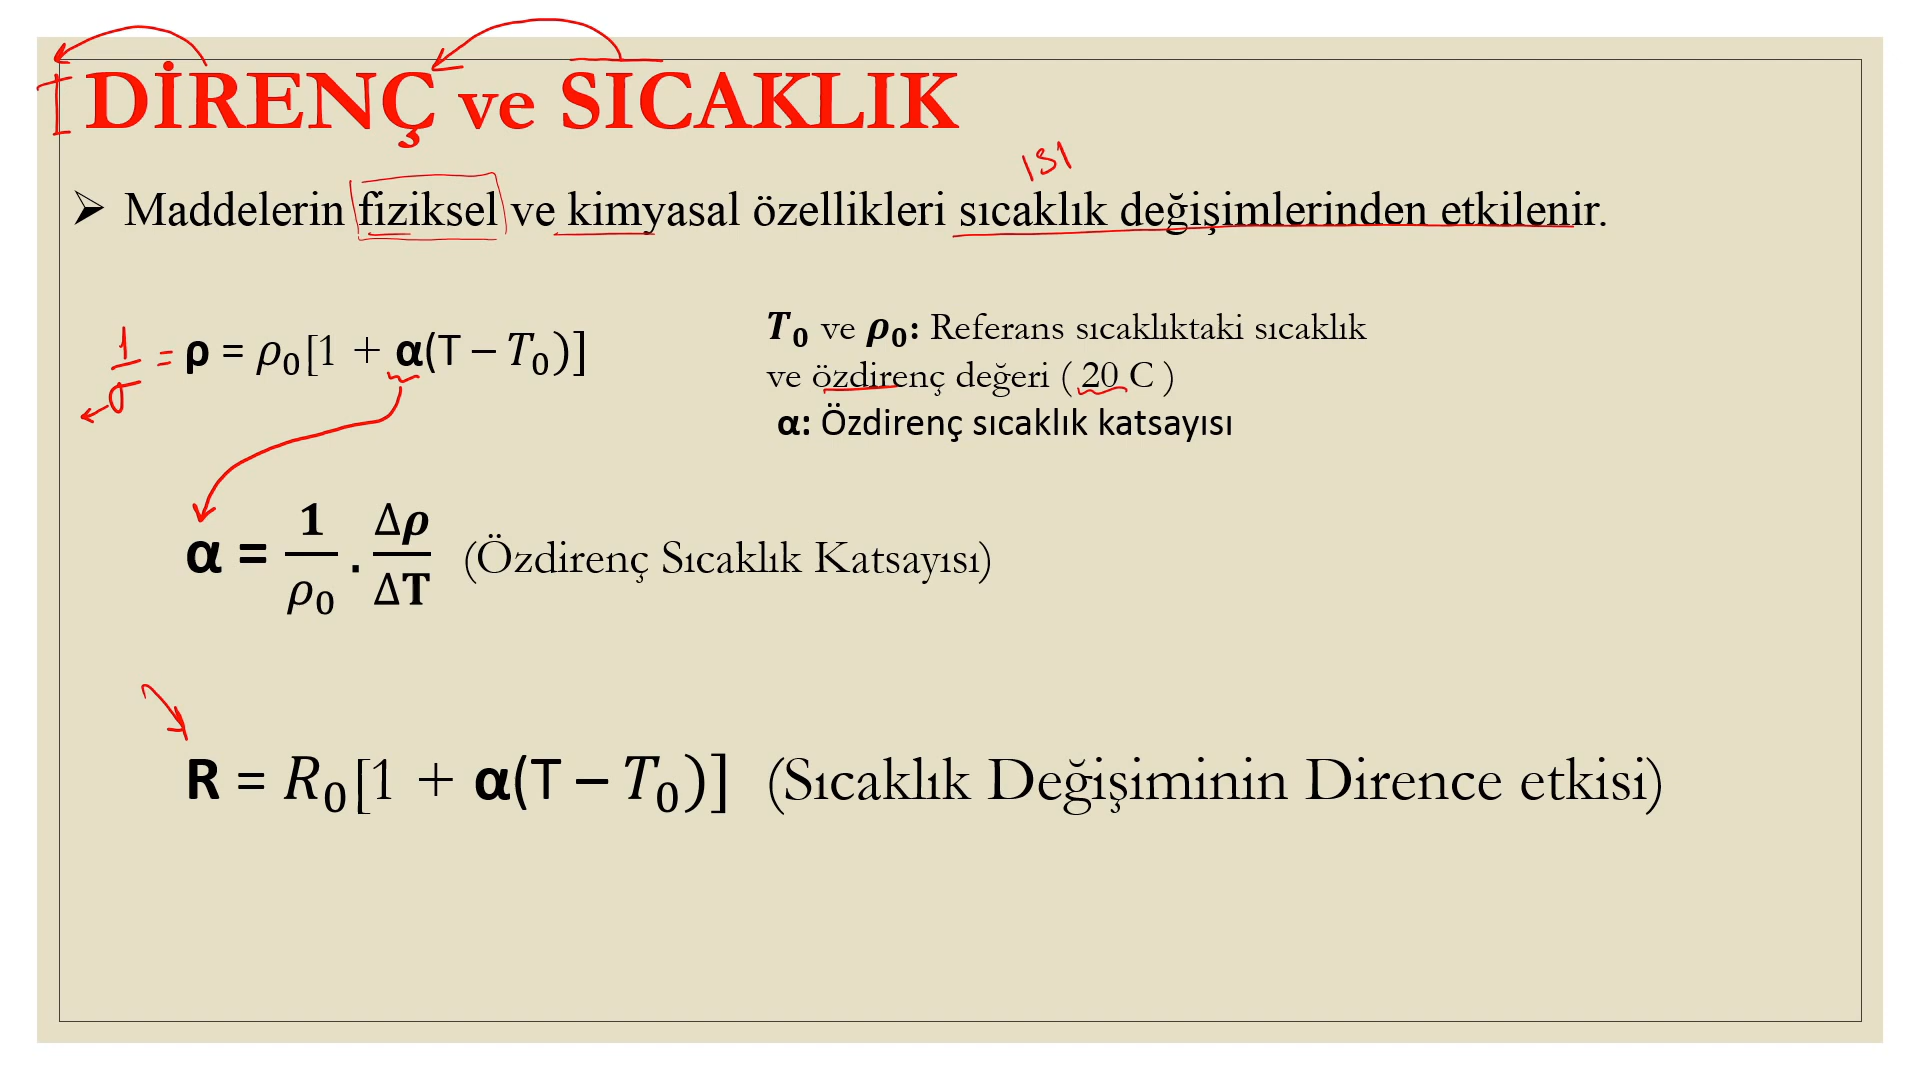 I DİRENÇ ve SICAKLIK
ısı
➢ Maddelerin fiziksel ve kimyasal özellikleri sıcaklık değişimlerinden etkilenir.
1/σ = ρ = ρ₀[1 + α(T − T₀)]
T₀ ve ρ₀: Referans sıcaklıktaki sıcaklık
ve özdirenç değeri ( 20 C )
α: Özdirenç sıcaklık katsayısı
α = 1/ρ₀ . Δρ/ΔT (Özdirenç Sıcaklık Katsayısı)
R = R₀[1 + α(T − T₀)] (Sıcaklık Değişiminin Dirence etkisi)